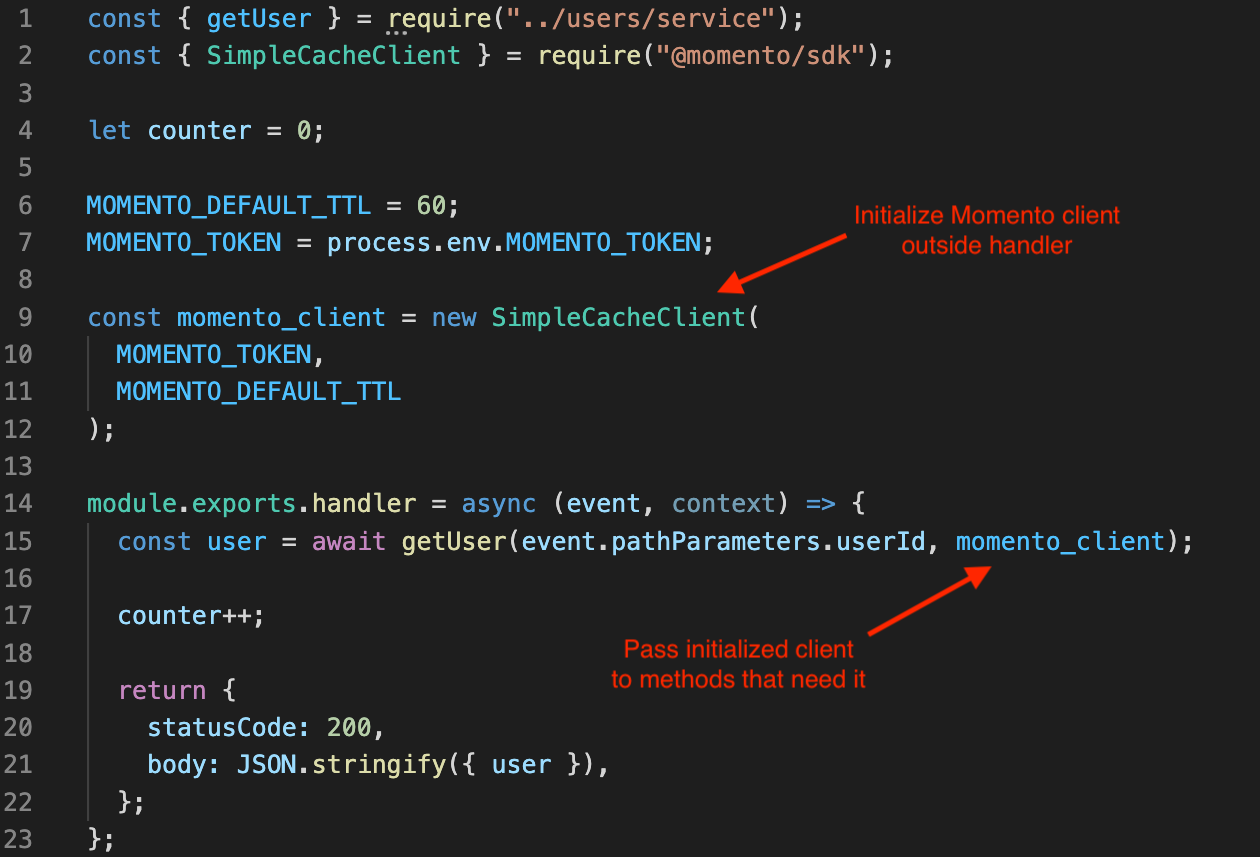 1 const { getUser } = require("../users/service");
2 const { SimpleCacheClient } = require("@momento/sdk");
3
4 let counter = 0;
5
6 MOMENTO_DEFAULT_TTL = 60;
7 MOMENTO_TOKEN = process.env.MOMENTO_TOKEN;
Initialize Momento client
outside handler
8
9 const momento_client = new SimpleCacheClient(
10 MOMENTO_TOKEN,
11 MOMENTO_DEFAULT_TTL
12 );
13
14 module.exports.handler = async (event, context) => {
15 const user = await getUser(event.pathParameters.userId, momento_client);
16
17 counter++;
18
Pass initialized client
to methods that need it
19 return {
20 statusCode: 200,
21 body: JSON.stringify({ user }),
22 };
23 };